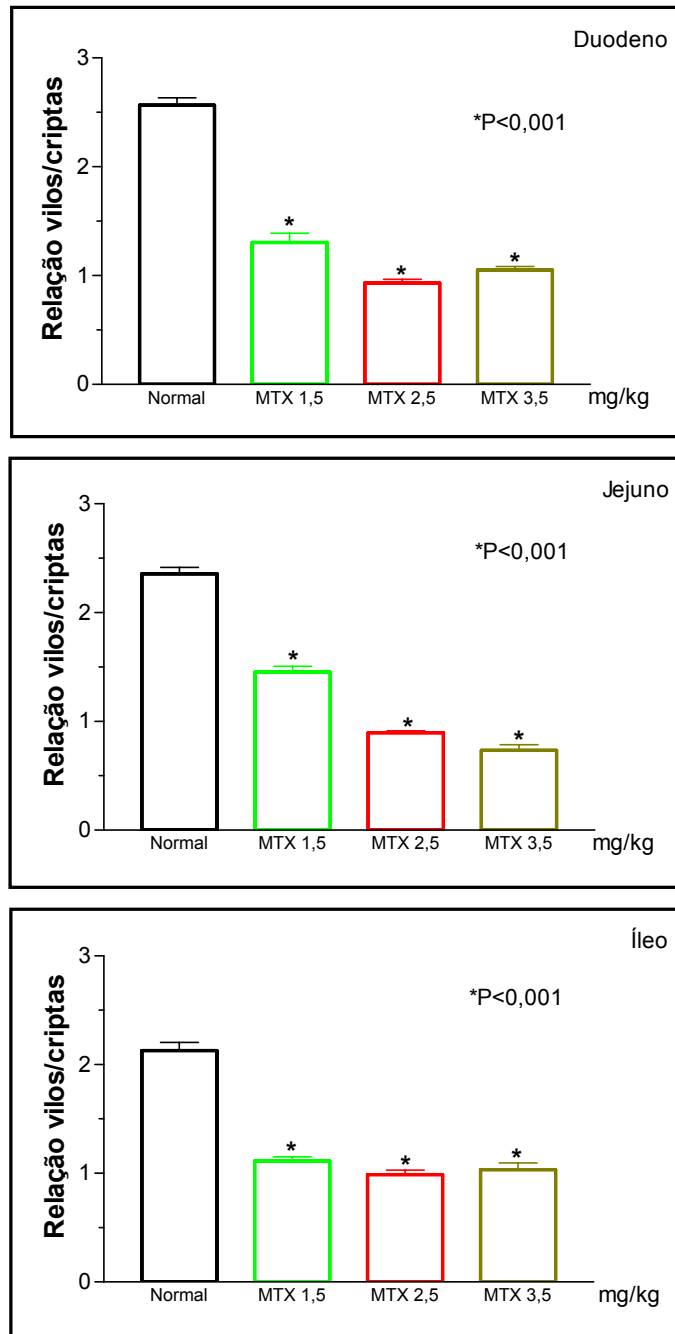 Duodeno
3
*P<0,001
Relação vilos/criptas
2
*
*
*
1
0
Normal MTX 1,5 MTX 2,5 MTX 3,5 mg/kg
Jejuno
3
*P<0,001
Relação vilos/criptas
2
*
*
*
1
0
Normal MTX 1,5 MTX 2,5 MTX 3,5 mg/kg
Íleo
3
*P<0,001
Relação vilos/criptas
2
*
*
*
1
0
Normal MTX 1,5 MTX 2,5 MTX 3,5 mg/kg